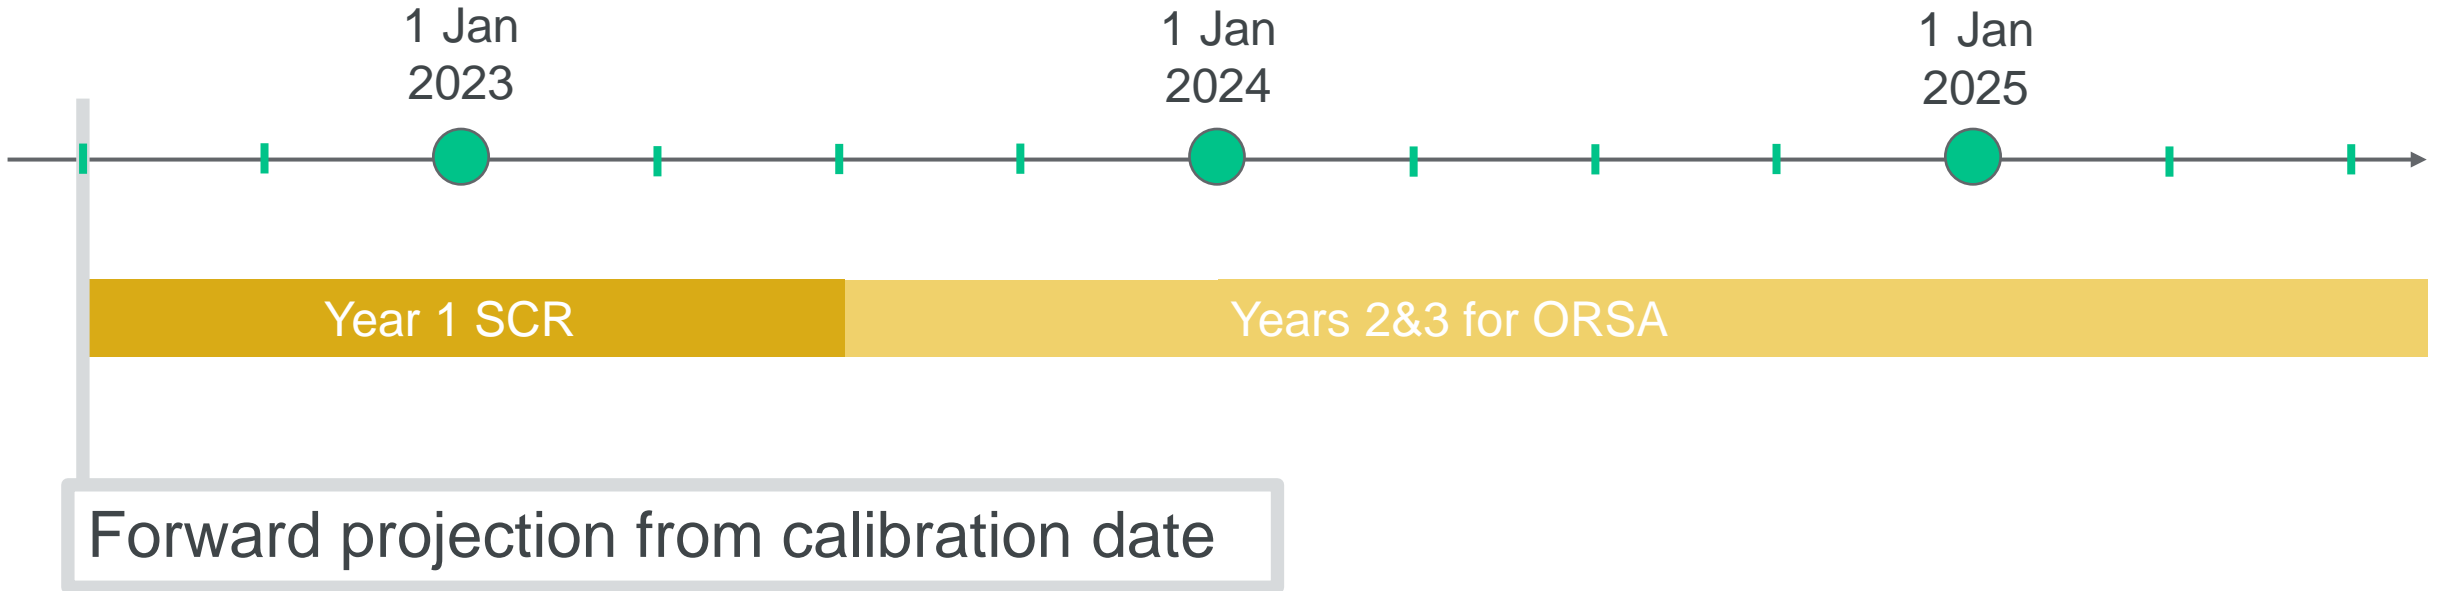 1 Jan
2023
1 Jan
2024
1 Jan
2025
Year 1 SCR
Years 2&3 for ORSA
Forward projection from calibration date